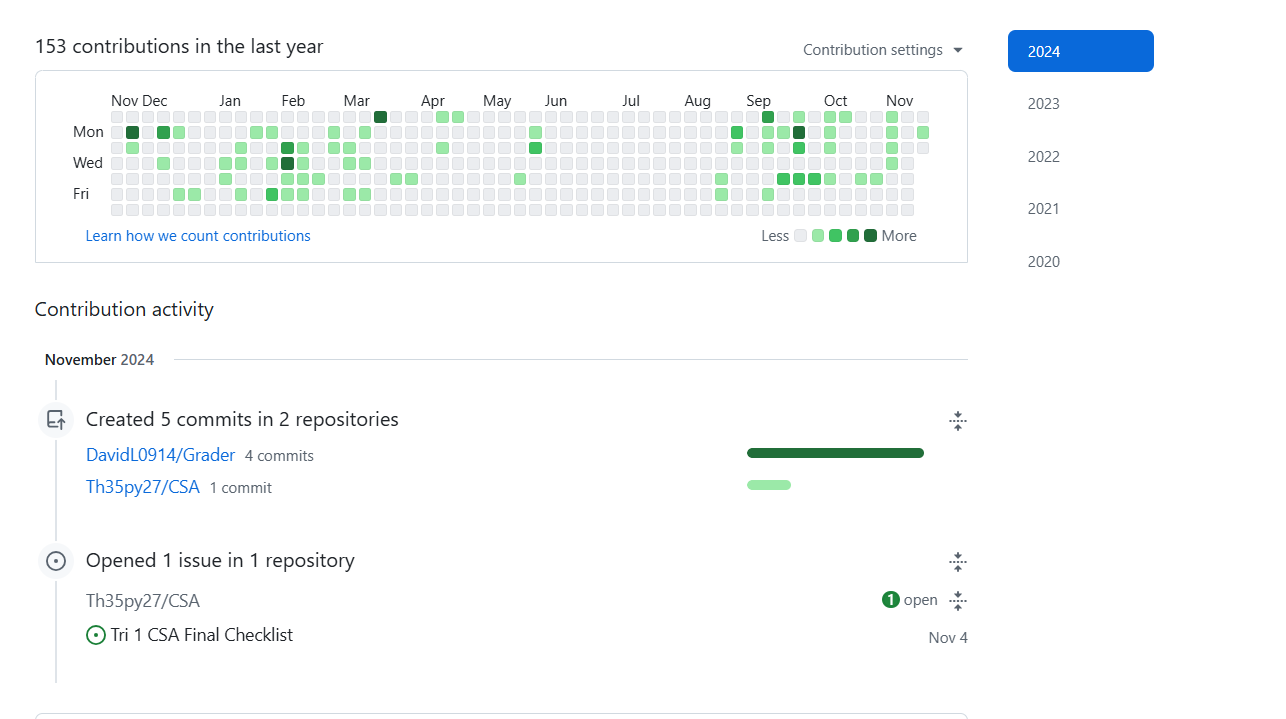 153 contributions in the last year
Contribution settings
2024
2023
2022
2021
2020
Nov Dec Jan Feb Mar Apr May Jun Jul Aug Sep Oct Nov
Mon
Wed
Fri
Learn how we count contributions
Less More
Contribution activity
November 2024
Created 5 commits in 2 repositories
DavidL0914/Grader 4 commits
Th35py27/CSA 1 commit
Opened 1 issue in 1 repository
Th35py27/CSA 1 open
Tri 1 CSA Final Checklist Nov 4